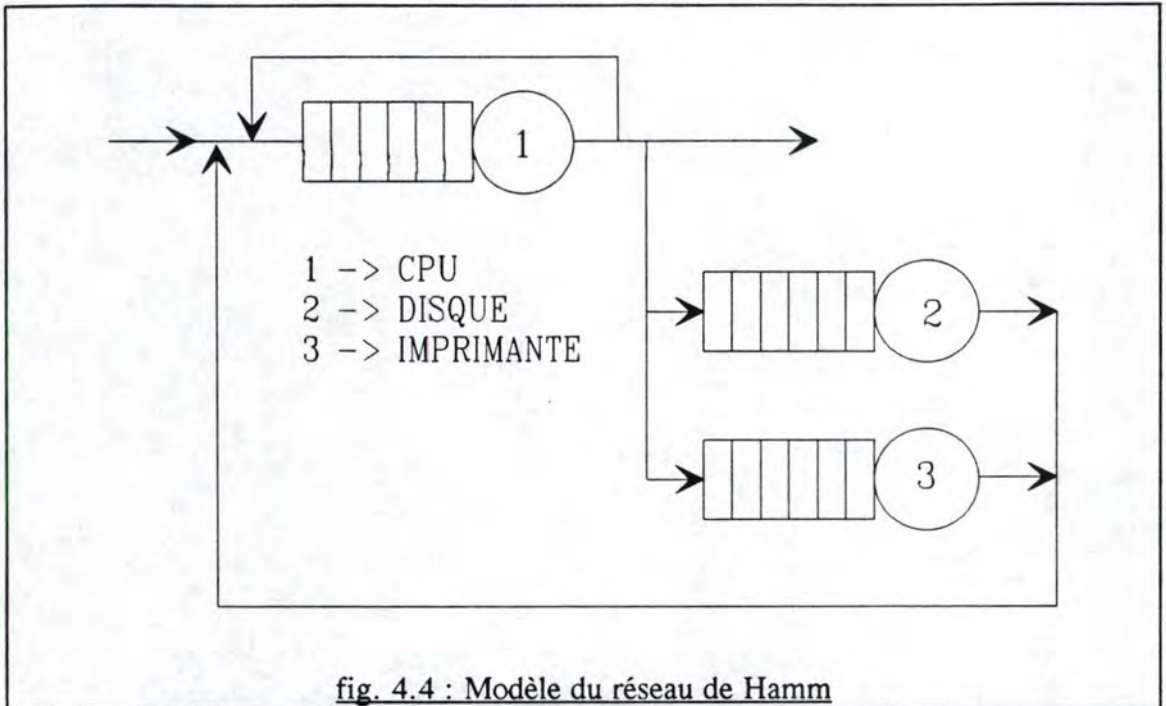 1
1 -> CPU
2 -> DISQUE
3 -> IMPRIMANTE
2
3
fig. 4.4 : Modèle du réseau de Hamm